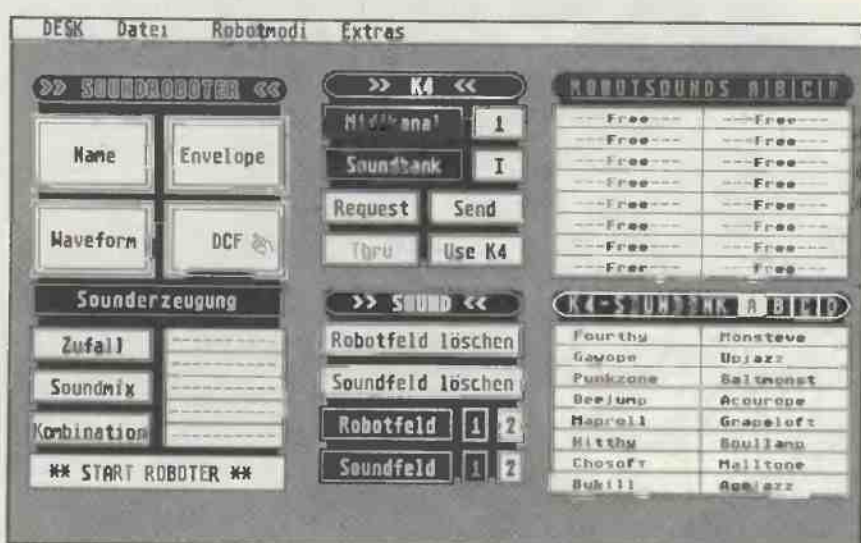 DESK Datei Robotmodi Extras
>> SOUNDROBOTER <<
Name
Envelope
Waveform
DCF
Sounderzeugung
Zufall
Soundmix
Kombination
** START ROBOTER **
>> K4 <<
Midikanal 1
Soundbank I
Request Send
Thru Use K4
>> SOUND <<
Robotfeld löschen
Soundfeld löschen
Robotfeld 1 2
Soundfeld 1 2
ROBOTSOUNDS A|B|C|D
---Free--- ---Free---
---Free--- ---Free---
---Free--- ---Free---
---Free--- ---Free---
---Free--- ---Free---
---Free--- ---Free---
---Free--- ---Free---
---Free--- ---Free---
K4-SOUNDBANK A|B|C|D
Fourthy Monsteve
Gavope Upjazz
Punkzone Baltmonst
Deejump Acourope
Maproll Grapeloft
Hitthy Boullamp
Chosoft Malltone
Bukill Agejazz